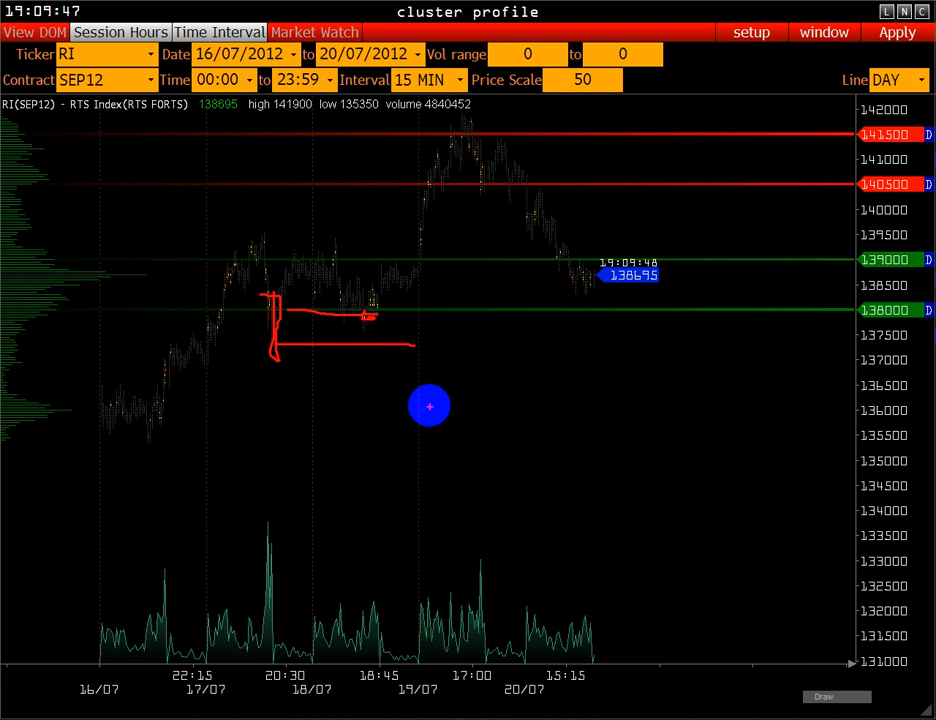 19:09:47 cluster profile L N C
View DOM Session Hours Time Interval Market Watch setup window Apply
Ticker RI Date 16/07/2012 to 20/07/2012 Vol range 0 to 0
Contract SEP12 Time 00:00 to 23:59 Interval 15 MIN Price Scale 50 Line DAY
RI(SEP12) - RTS Index(RTS FORTS) 138695 high 141900 low 135350 volume 4840452
142000
141500 D
141000
140500 D
140000
139500
139000 D
19:09:48
138695
138500
138000 D
137500
137000
136500
136000
135500
135000
134500
134000
133500
133000
132500
132000
131500
131000
22:15 20:30 18:45 17:00 15:15
16/07 17/07 18/07 19/07 20/07
Draw